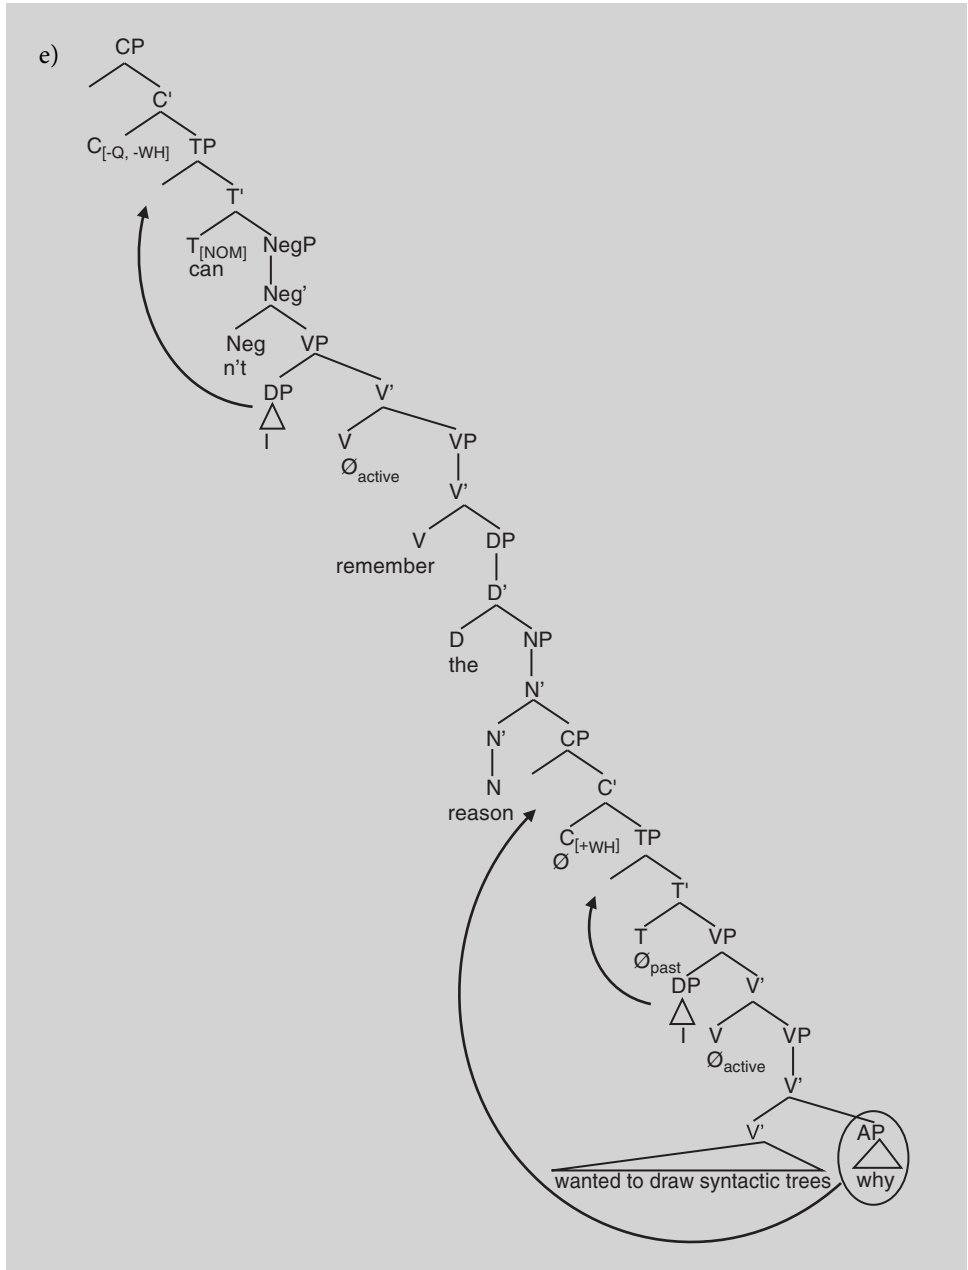 e)
CP
C'
C[-Q, -WH] TP
T'
T[NOM] NegP
can
Neg’
Neg VP
n’t
DP V’
I V VP
Øactive
V’
V DP
remember
D’
D NP
the
N’
N’ CP
N C'
reason
C[+WH] TP
Ø
T'
T VP
Øpast
DP V’
I V VP
Øactive
V’
V’ AP
wanted to draw syntactic trees why